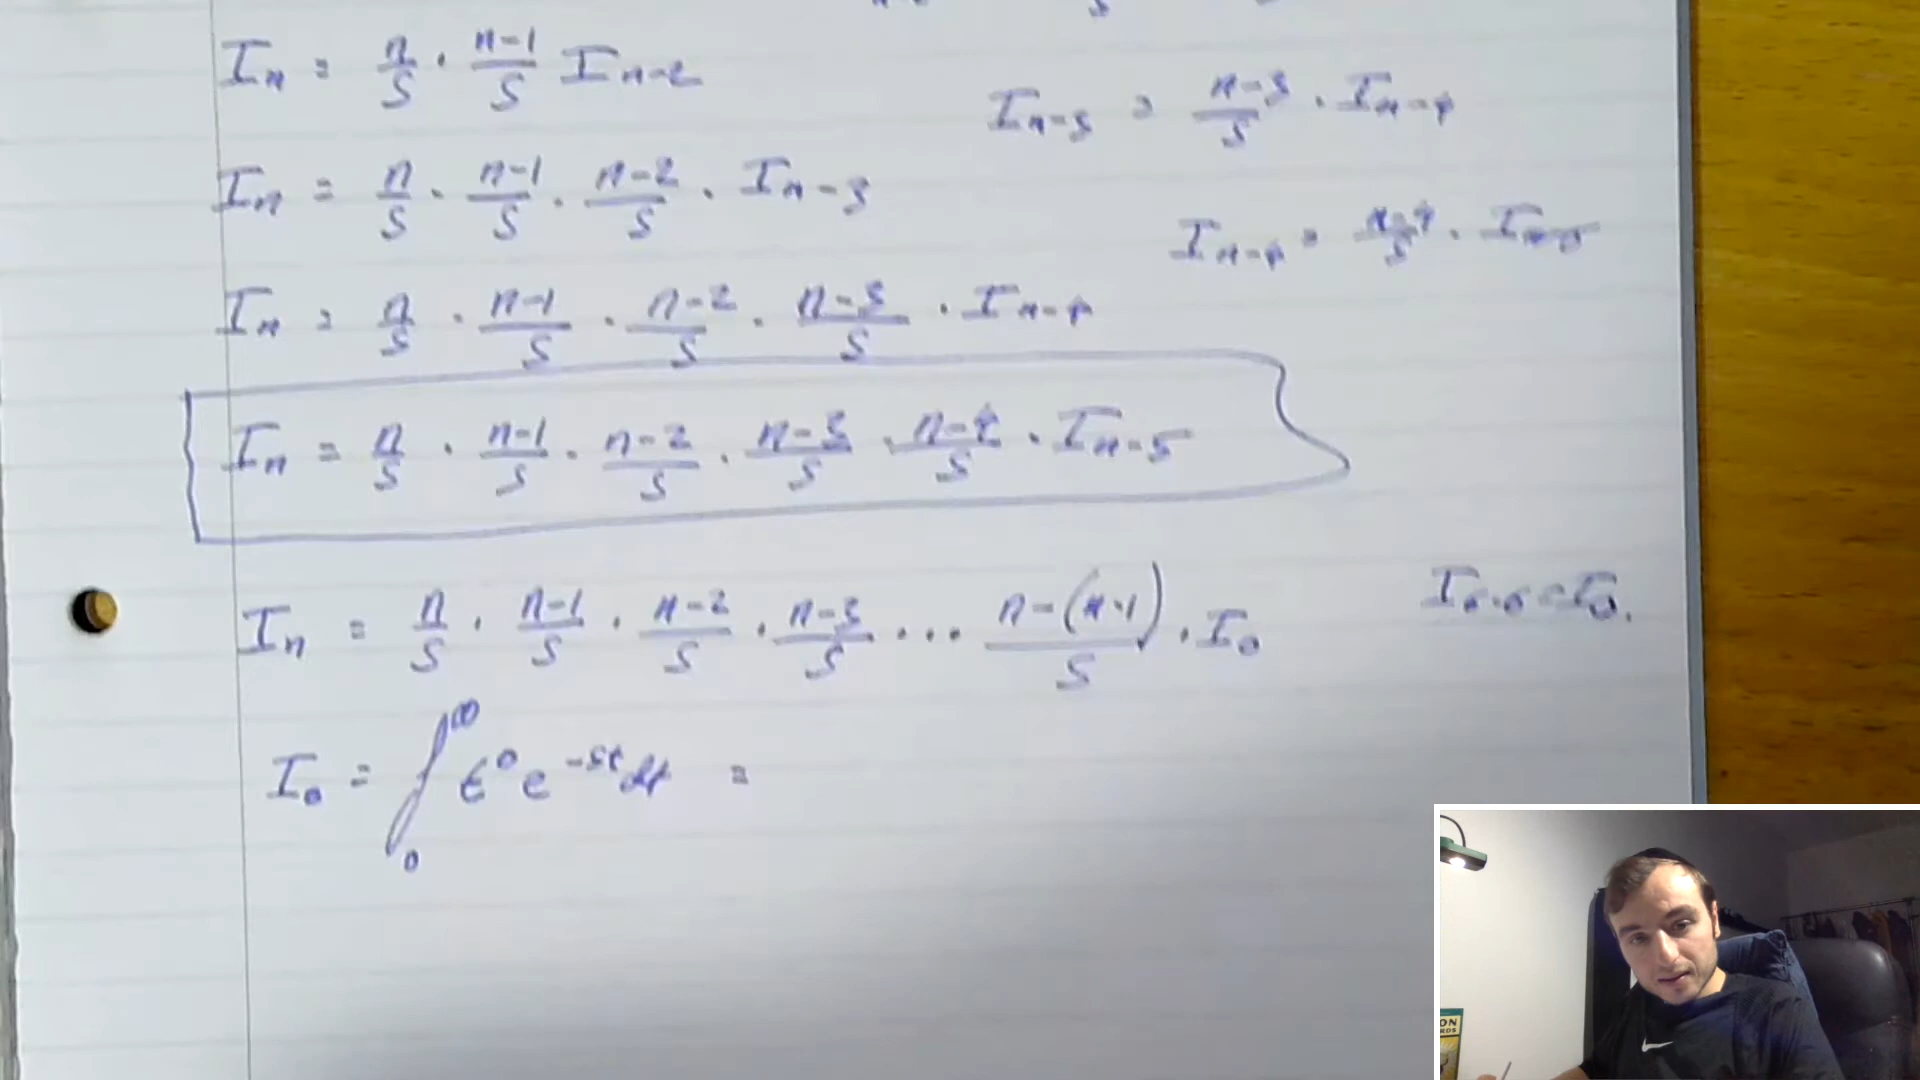 Iₙ = n/s · n-1/s Iₙ₋₂
Iₙ₋₃ = n-3/s · Iₙ₋₄
Iₙ = n/s · n-1/s · n-2/s · Iₙ₋₃
Iₙ₋₄ = n-4/s · Iₙ₋₅
Iₙ = n/s · n-1/s · n-2/s · n-3/s · Iₙ₋₄
Iₙ = n/s · n-1/s · n-2/s · n-3/s · n-4/s · Iₙ₋₅
Iₙ = n/s · n-1/s · n-2/s · n-3/s ... n-(n-1)/s · I₀
Iₙ₋ₙ = I₀.
I₀ = ∫₀^∞ t⁰ e^-st dt =
ON